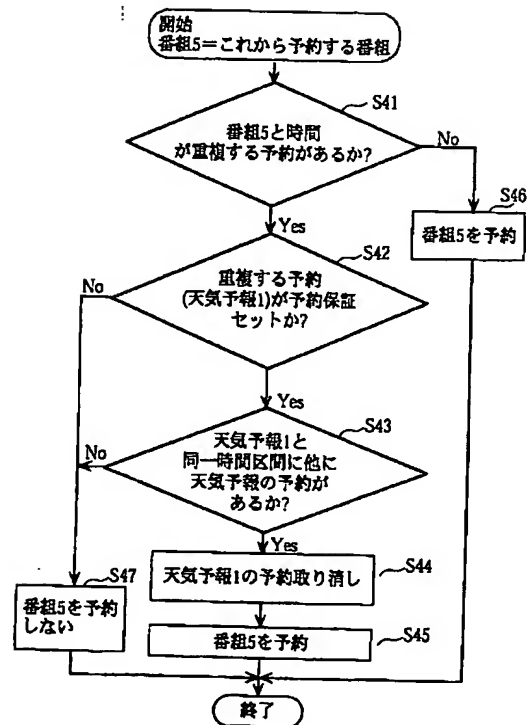 開始
番組5=これから予約する番組
S41
番組5と時間
が重複する予約があるか?
No
S46
Yes
番組5を予約
S42
重複する予約
(天気予報1)が予約保証
セットか?
No
Yes
S43
天気予報1と
同一時間区間に他に
天気予報の予約が
あるか?
No
Yes
S44
天気予報1の予約取り消し
S47
番組5を予約
しない
S45
番組5を予約
終了